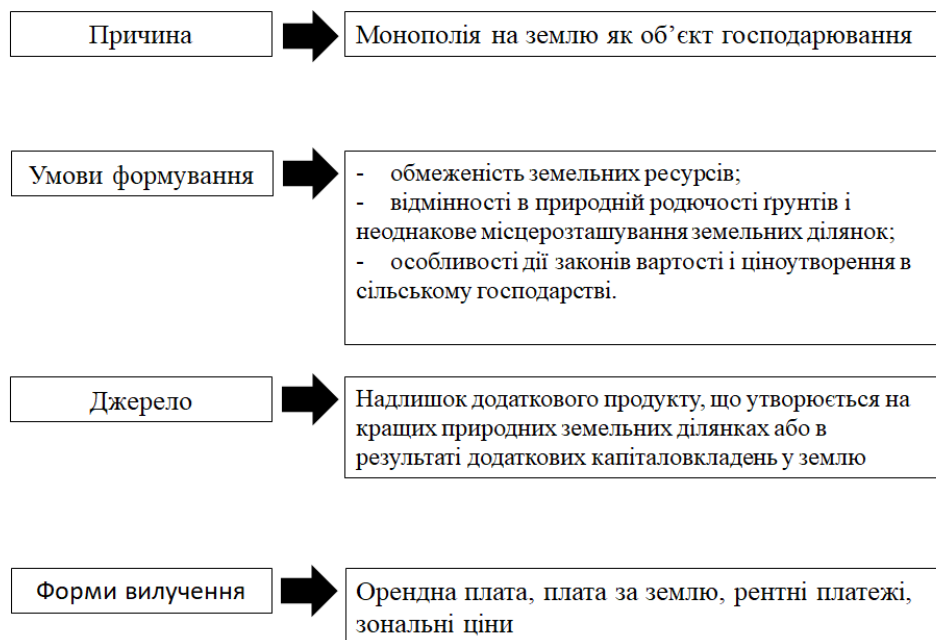 Причина
Монополія на землю як об’єкт господарювання
Умови формування
- обмеженість земельних ресурсів;
- відмінності в природній родючості ґрунтів і
неоднакове місцерозташування земельних ділянок;
- особливості дії законів вартості і ціноутворення в
сільському господарстві.
Джерело
Надлишок додаткового продукту, що утворюється на
кращих природних земельних ділянках або в
результаті додаткових капіталовкладень у землю
Форми вилучення
Орендна плата, плата за землю, рентні платежі,
зональні ціни